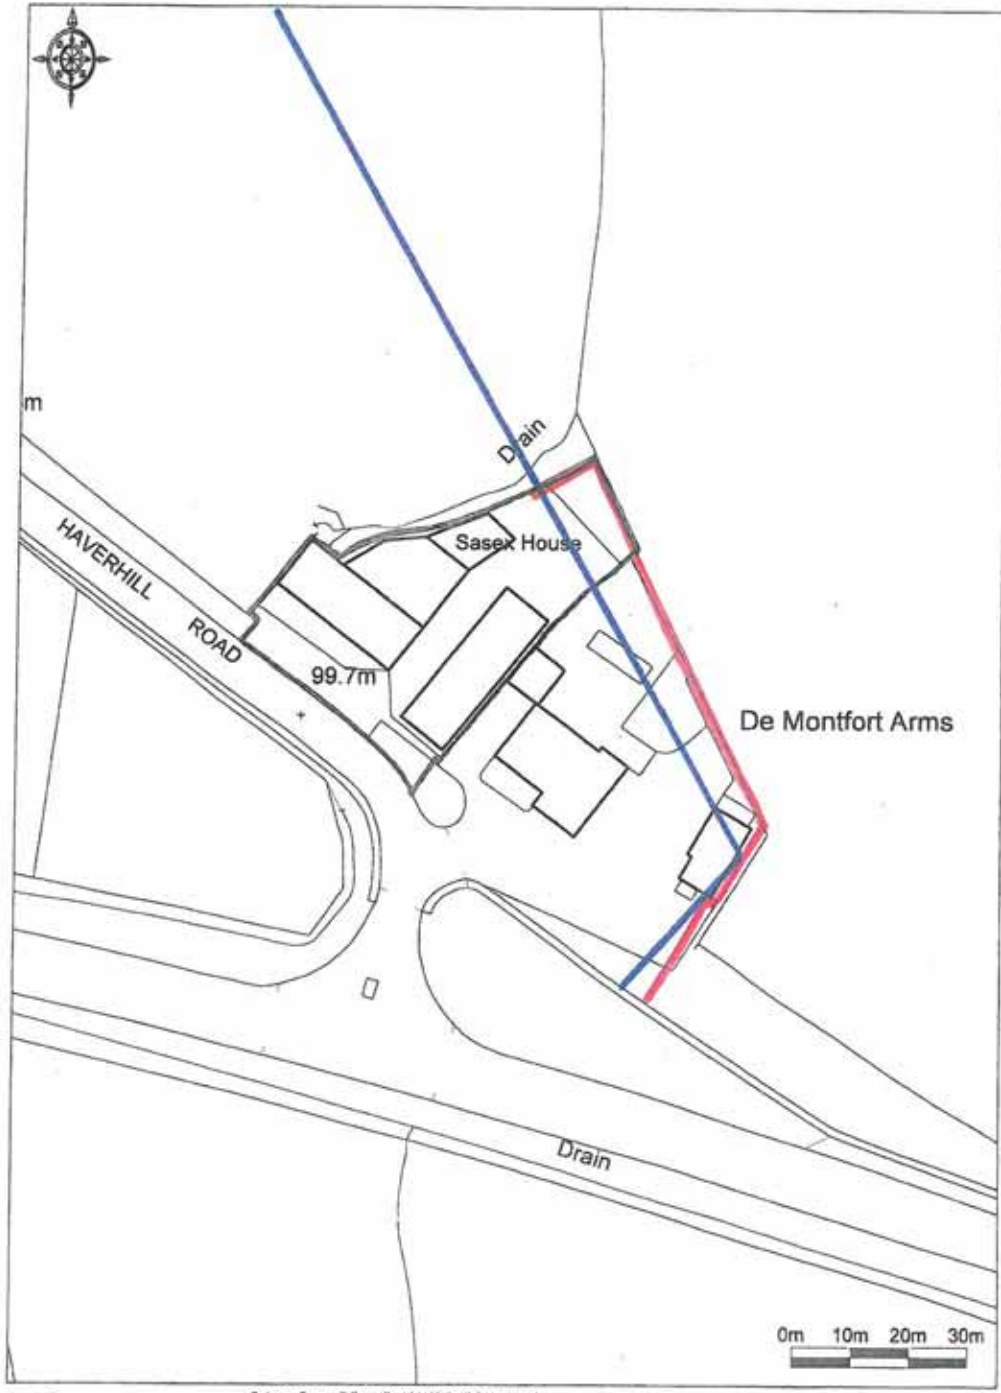 Drain
m
HAVERHILL
ROAD
Sasex House
99.7m
De Montfort Arms
Drain
0m 10m 20m 30m